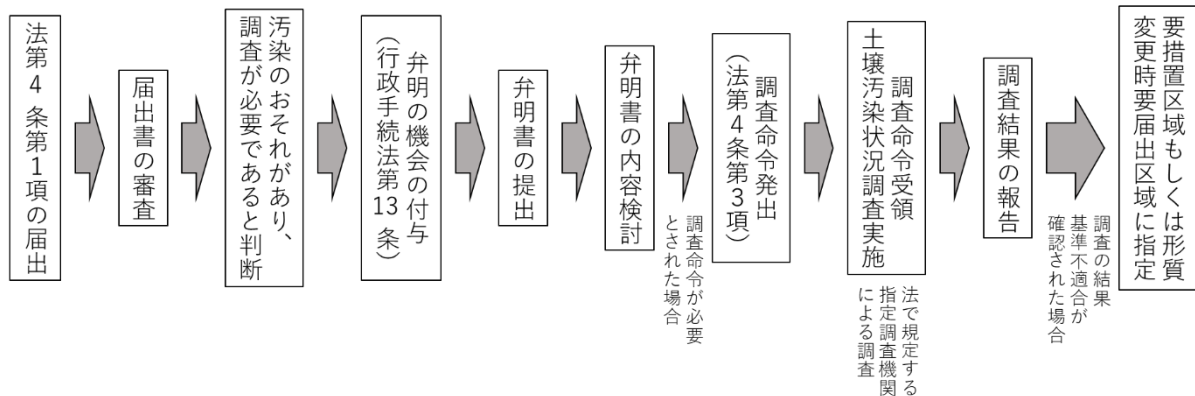 法第4条第1項の届出
届出書の審査
汚染のおそれがあり、
調査が必要であると判断
弁明の機会の付与
(行政手続法第13条)
弁明書の提出
弁明書の内容検討
調査命令が必要
とされた場合
調査命令発出
(法第4条第3項)
調査命令受領
土壌汚染状況調査実施
法で規定する
指定調査機関
による調査
調査結果の報告
調査の結果
基準不適合が
確認された場合
要措置区域もしくは形質
変更時要届出区域に指定